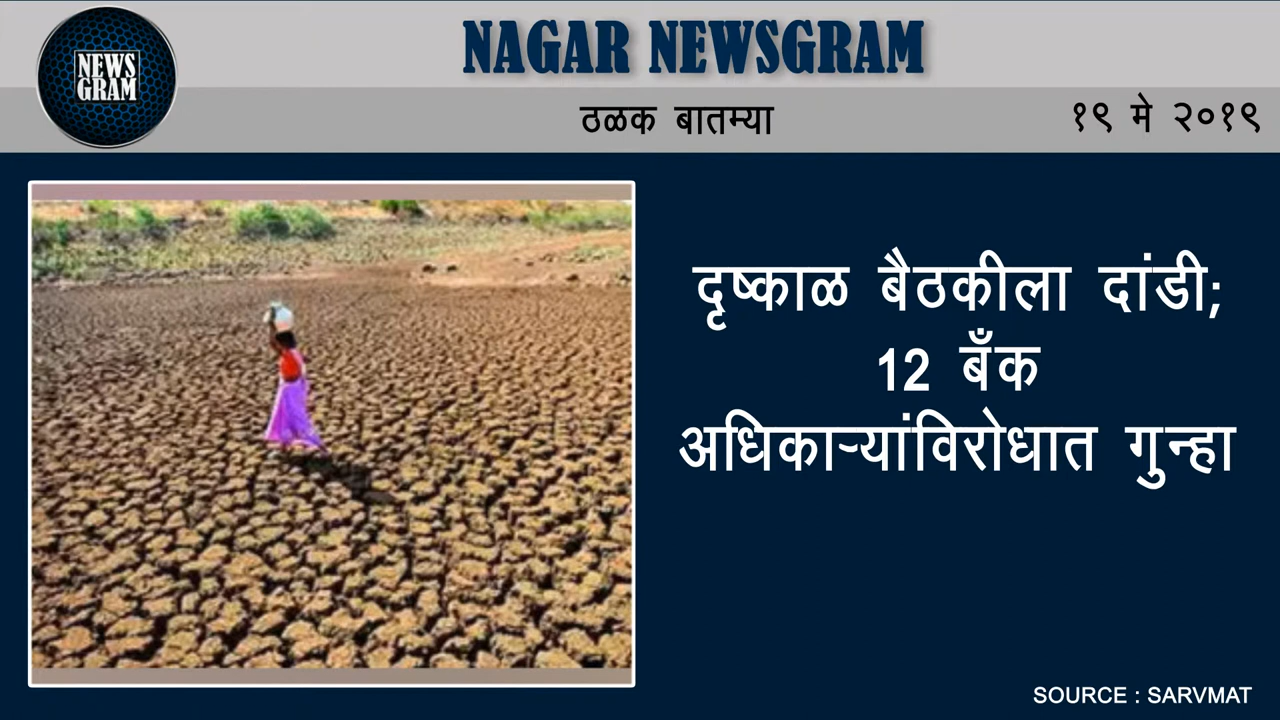 NEWS
GRAM
NAGAR NEWSGRAM
ठळक बातम्या
१९ मे २०१९
दृष्काळ बैठकीला दांडी;
12 बँक
अधिकाऱ्यांविरोधात गुन्हा
SOURCE : SARVMAT